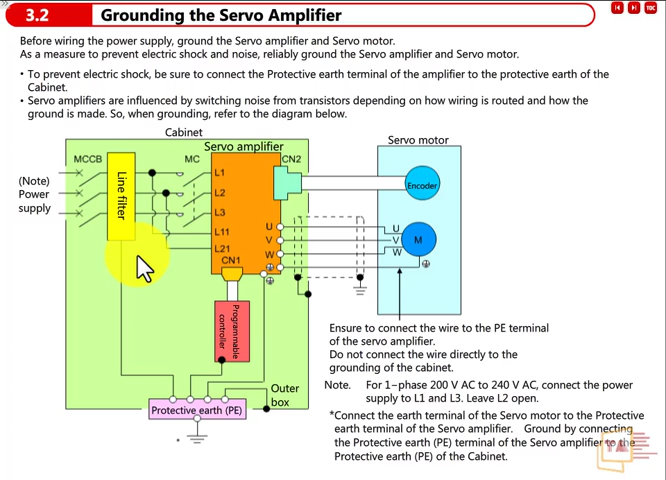 3.2 Grounding the Servo Amplifier
TOC
Before wiring the power supply, ground the Servo amplifier and Servo motor.
As a measure to prevent electric shock and noise, reliably ground the Servo amplifier and Servo motor.
• To prevent electric shock, be sure to connect the Protective earth terminal of the amplifier to the protective earth of the
Cabinet.
• Servo amplifiers are influenced by switching noise from transistors depending on how wiring is routed and how the
ground is made. So, when grounding, refer to the diagram below.
Cabinet
Servo amplifier
Servo motor
MCCB
MC
CN2
(Note)
Power
supply
Line filter
L1
L2
L3
L11
L21
CN1
U
V
W
Encoder
U
V
W
M
Programmable
controller
Outer
box
Protective earth (PE)
Ensure to connect the wire to the PE terminal
of the servo amplifier.
Do not connect the wire directly to the
grounding of the cabinet.
Note. For 1-phase 200 V AC to 240 V AC, connect the power
supply to L1 and L3. Leave L2 open.
*Connect the earth terminal of the Servo motor to the Protective
earth terminal of the Servo amplifier. Ground by connecting
the Protective earth (PE) terminal of the Servo amplifier to the
Protective earth (PE) of the Cabinet.